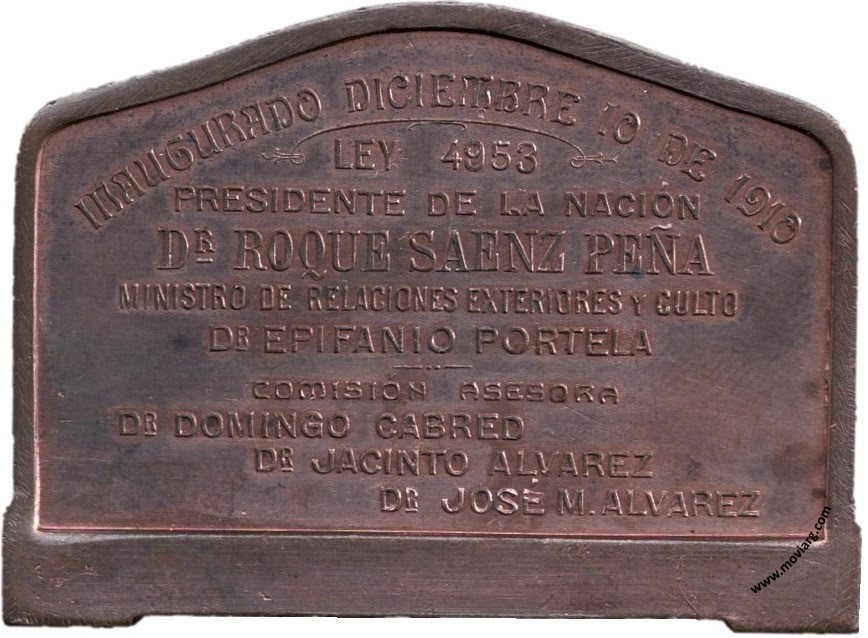 INAUGURADO DICIEMBRE 10 DE 1910
LEY 4953
PRESIDENTE DE LA NACIÓN
DR ROQUE SAENZ PEÑA
MINISTRO DE RELACIONES EXTERIORES Y CULTO
DR EPIFANIO PORTELA
COMISIÓN ASESORA
DR DOMINGO CABRED
DR JACINTO ALVAREZ
DR JOSÉ M. ALVAREZ
www.moviarg.com